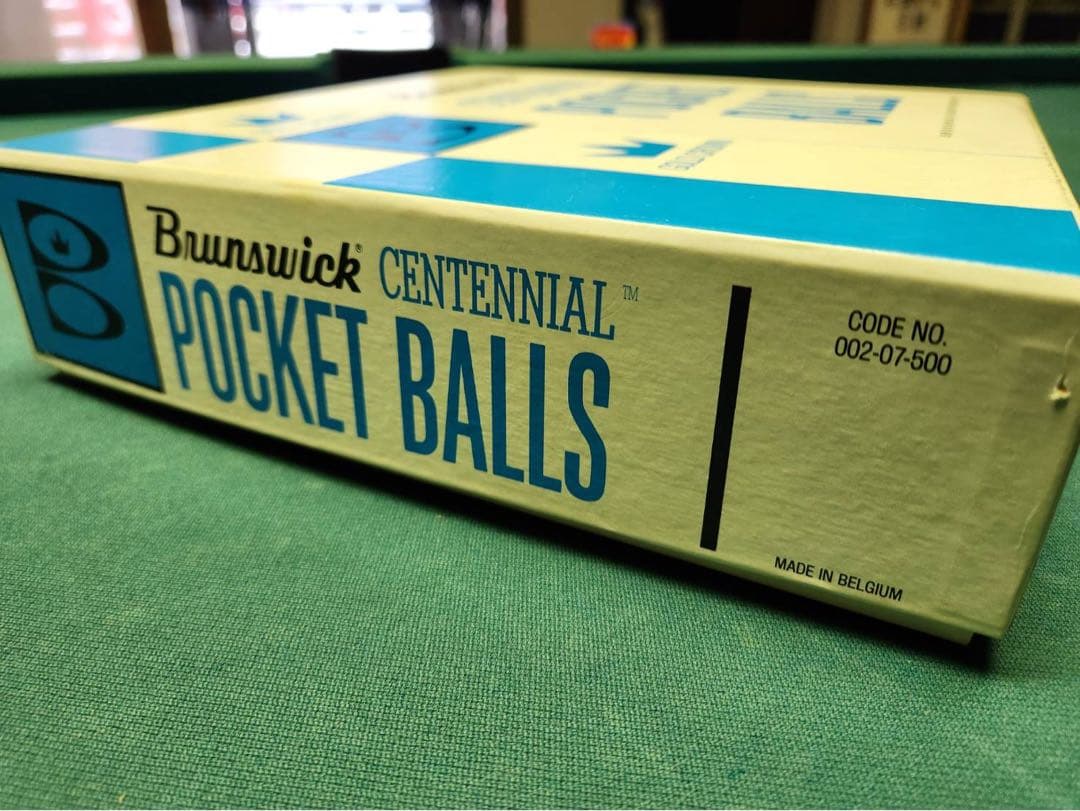 Brunswick® CENTENNIAL™
POCKET BALLS
CODE NO.
002-07-500
MADE IN BELGIUM